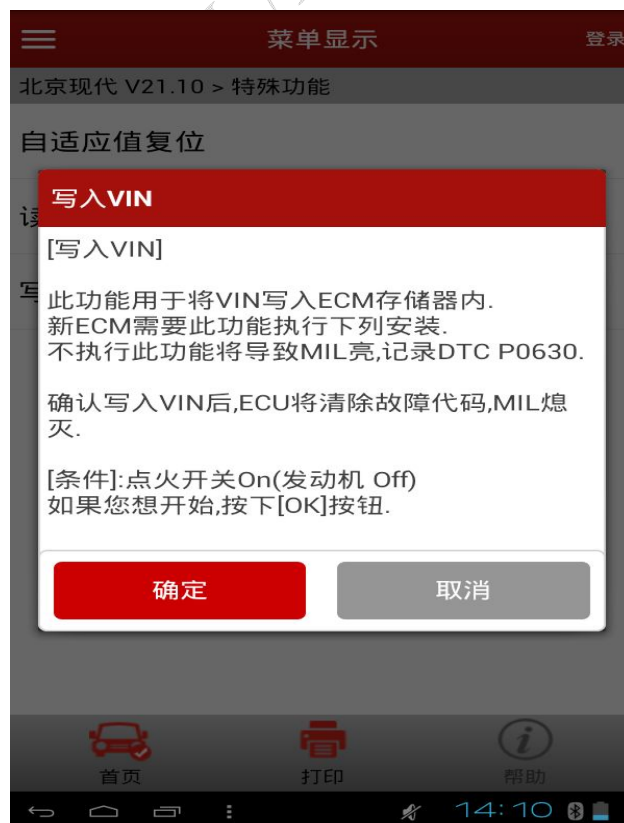 菜单显示
登录
北京现代 V21.10 > 特殊功能
自适应值复位
写入VIN
读
[写入VIN]
写
此功能用于将VIN写入ECM存储器内.
新ECM需要此功能执行下列安装.
不执行此功能将导致MIL亮,记录DTC P0630.
确认写入VIN后,ECU将清除故障代码,MIL熄
灭.
[条件]:点火开关On(发动机 Off)
如果您想开始,按下[OK]按钮.
确定
取消
首页
打印
帮助
14:10